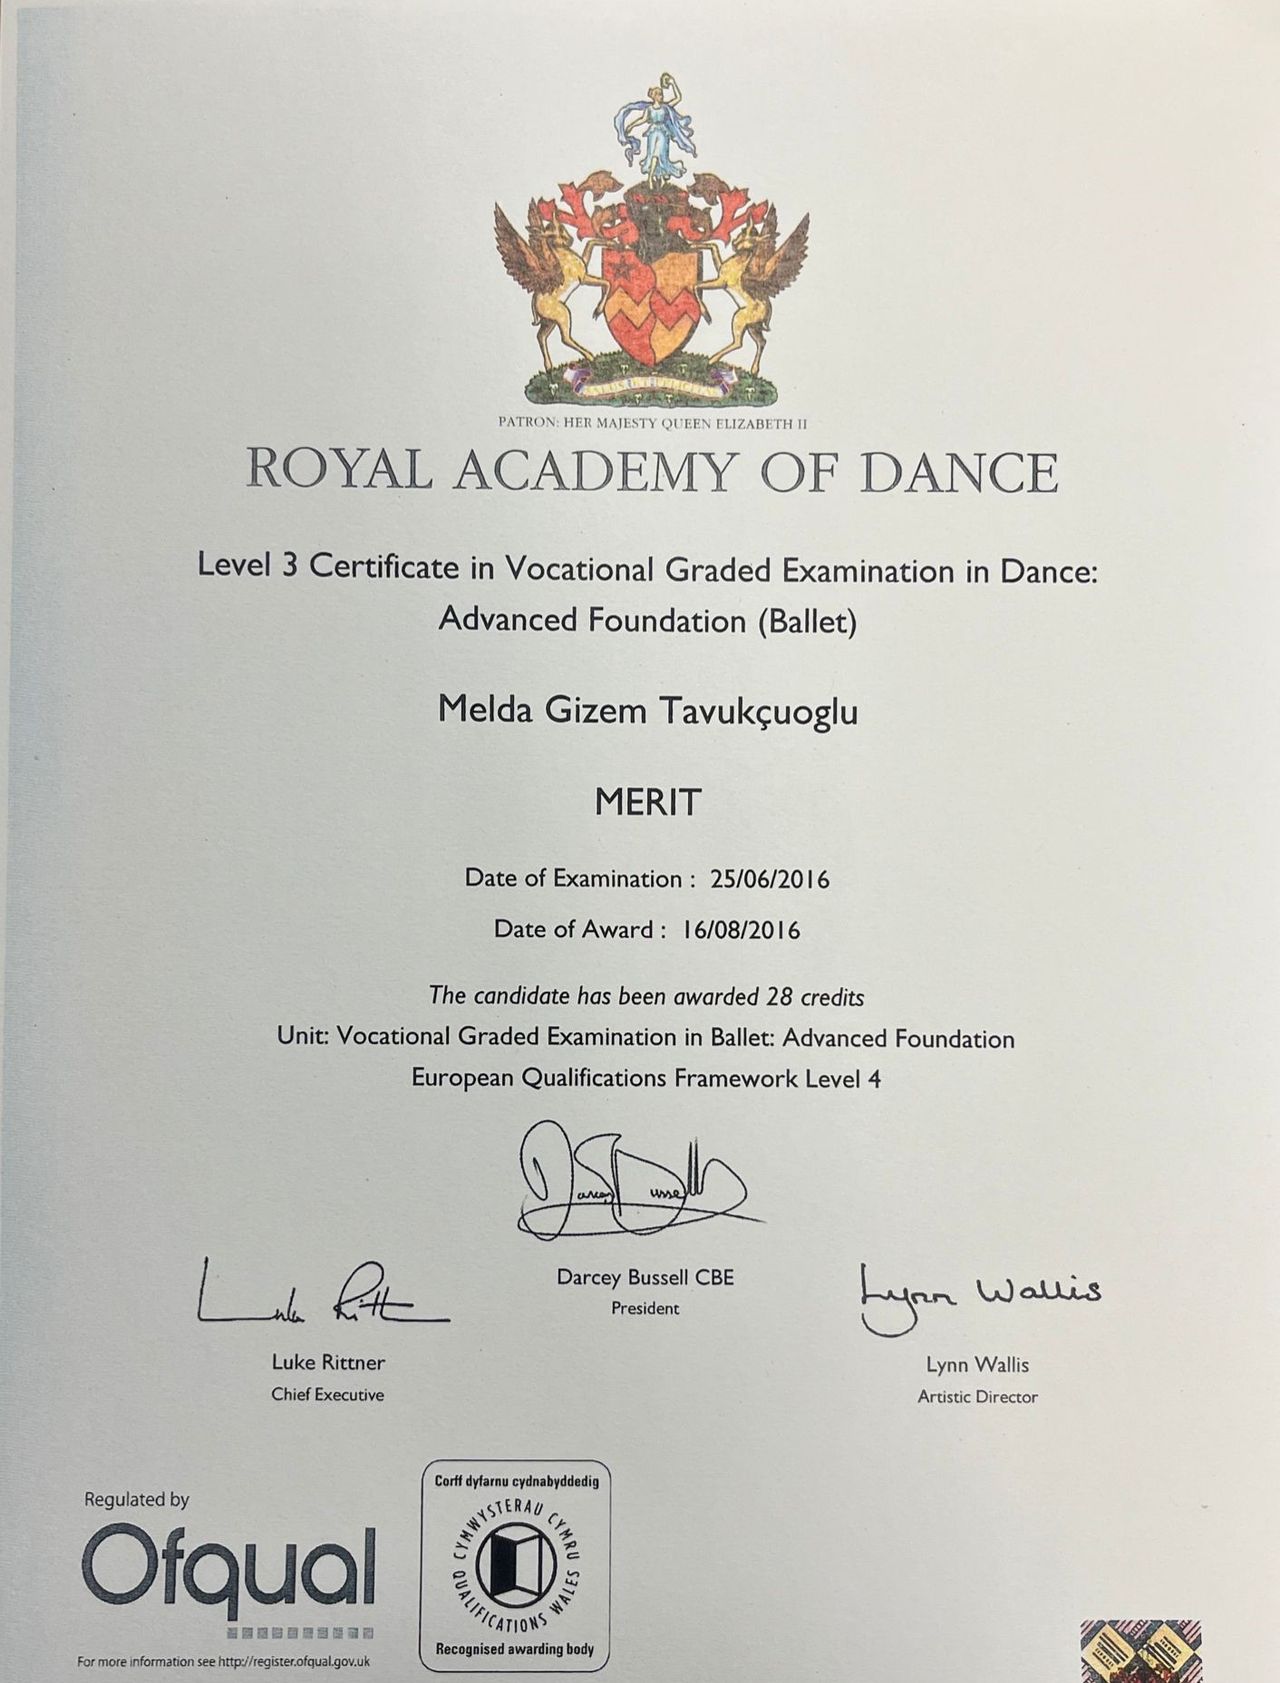 PATRON: HER MAJESTY QUEEN ELIZABETH II
ROYAL ACADEMY OF DANCE
Level 3 Certificate in Vocational Graded Examination in Dance:
Advanced Foundation (Ballet)
Melda Gizem Tavukçuoglu
MERIT
Date of Examination : 25/06/2016
Date of Award : 16/08/2016
The candidate has been awarded 28 credits
Unit: Vocational Graded Examination in Ballet: Advanced Foundation
European Qualifications Framework Level 4
Darcey Bussell
Darcey Bussell CBE
President
Luke Rittner
Luke Rittner
Chief Executive
Lynn Wallis
Lynn Wallis
Artistic Director
Regulated by
Ofqual
For more information see http://register.ofqual.gov.uk
Corff dyfarnu cydnabyddedig
CYMWYSTERAU CYMRU
QUALIFICATIONS WALES
Recognised awarding body